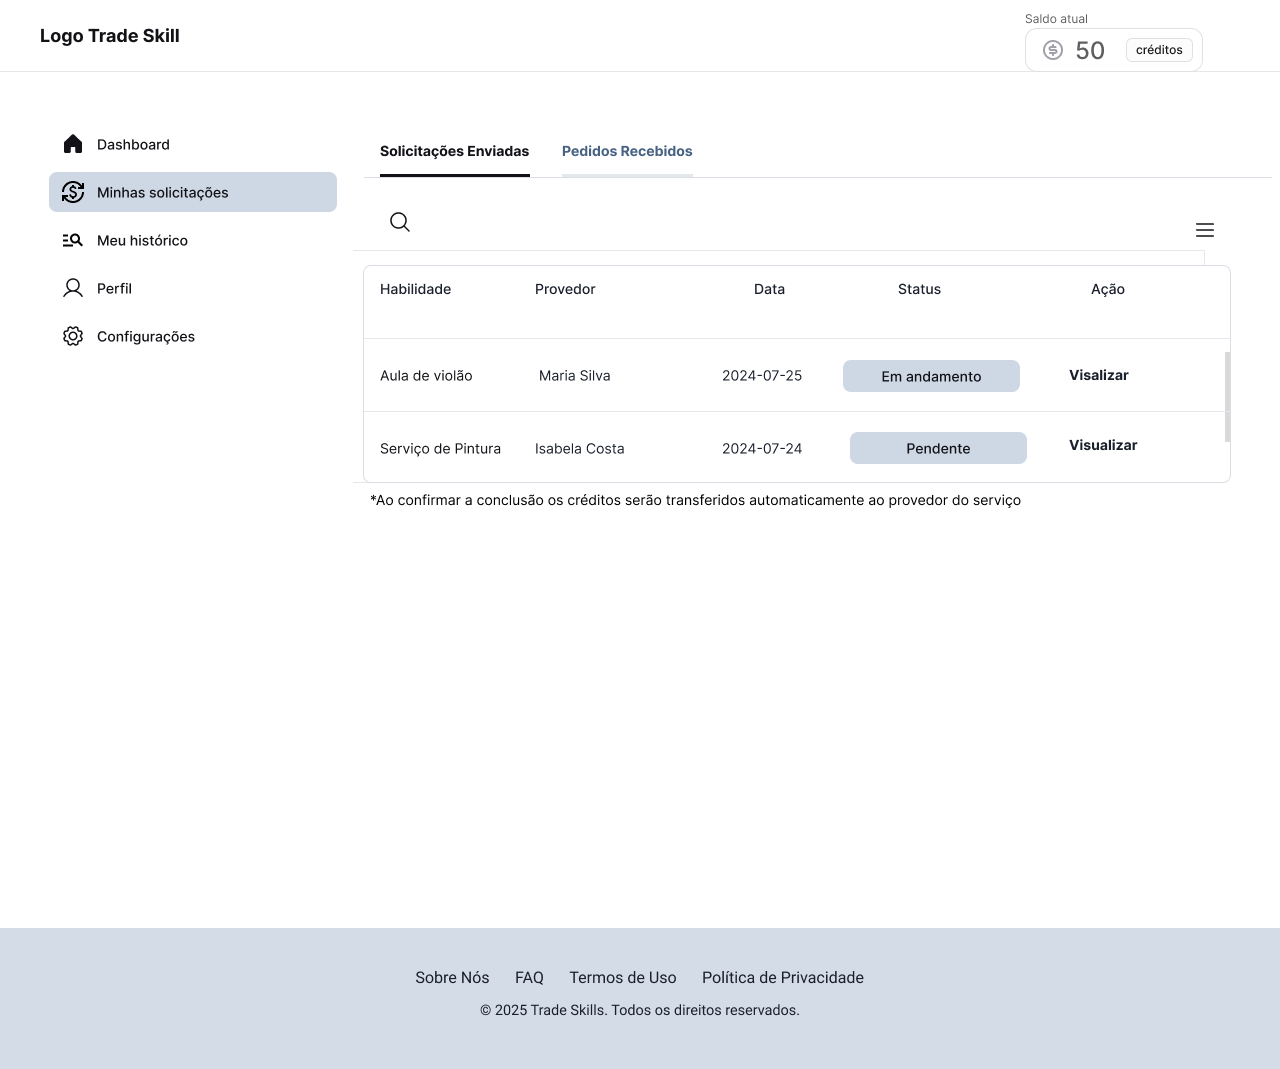 Logo Trade Skill
Saldo atual
50 créditos
Dashboard
Minhas solicitações
Meu histórico
Perfil
Configurações
Solicitações Enviadas Pedidos Recebidos
Habilidade Provedor Data Status Ação
Aula de violão Maria Silva 2024-07-25 Em andamento Visalizar
Serviço de Pintura Isabela Costa 2024-07-24 Pendente Visualizar
*Ao confirmar a conclusão os créditos serão transferidos automaticamente ao provedor do serviço
Sobre Nós FAQ Termos de Uso Política de Privacidade
© 2025 Trade Skills. Todos os direitos reservados.